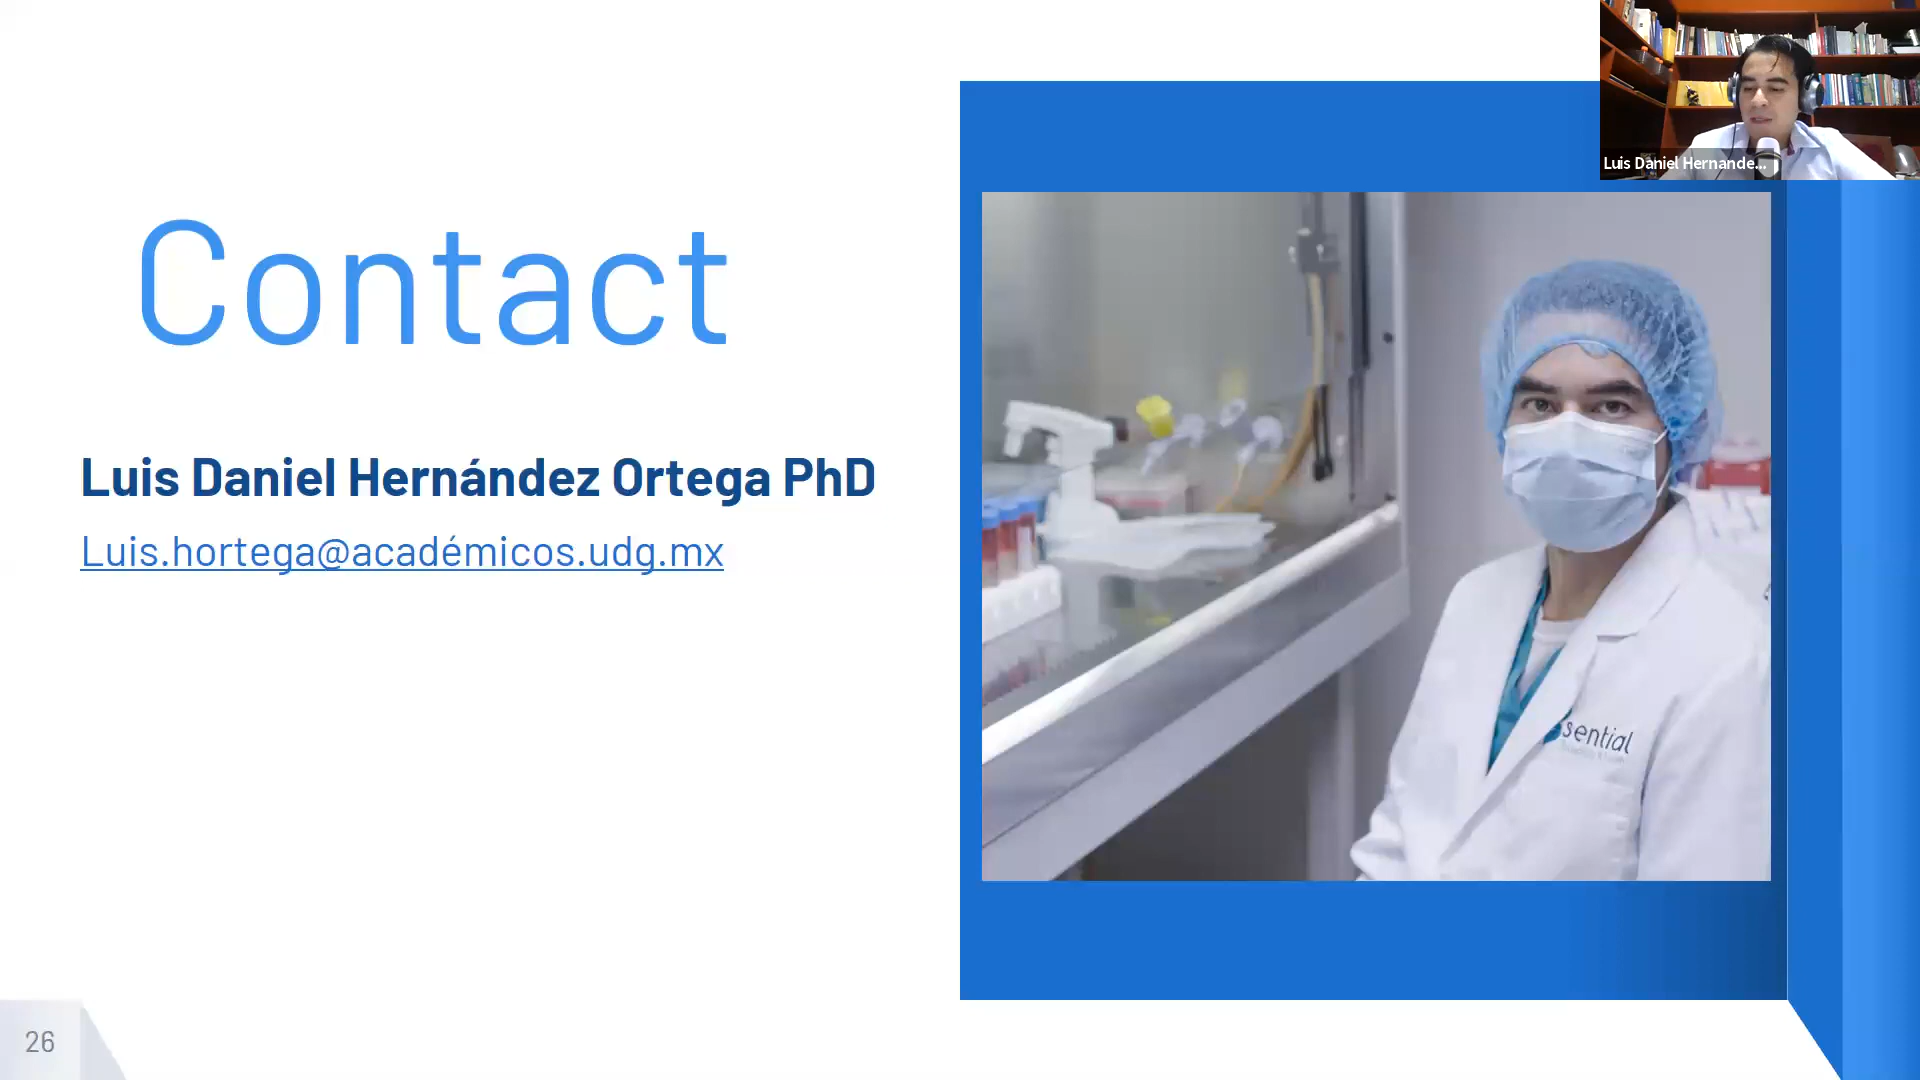 Luis Daniel Hernande...
Contact
Luis Daniel Hernández Ortega PhD
Luis.hortega@académicos.udg.mx
sential
26